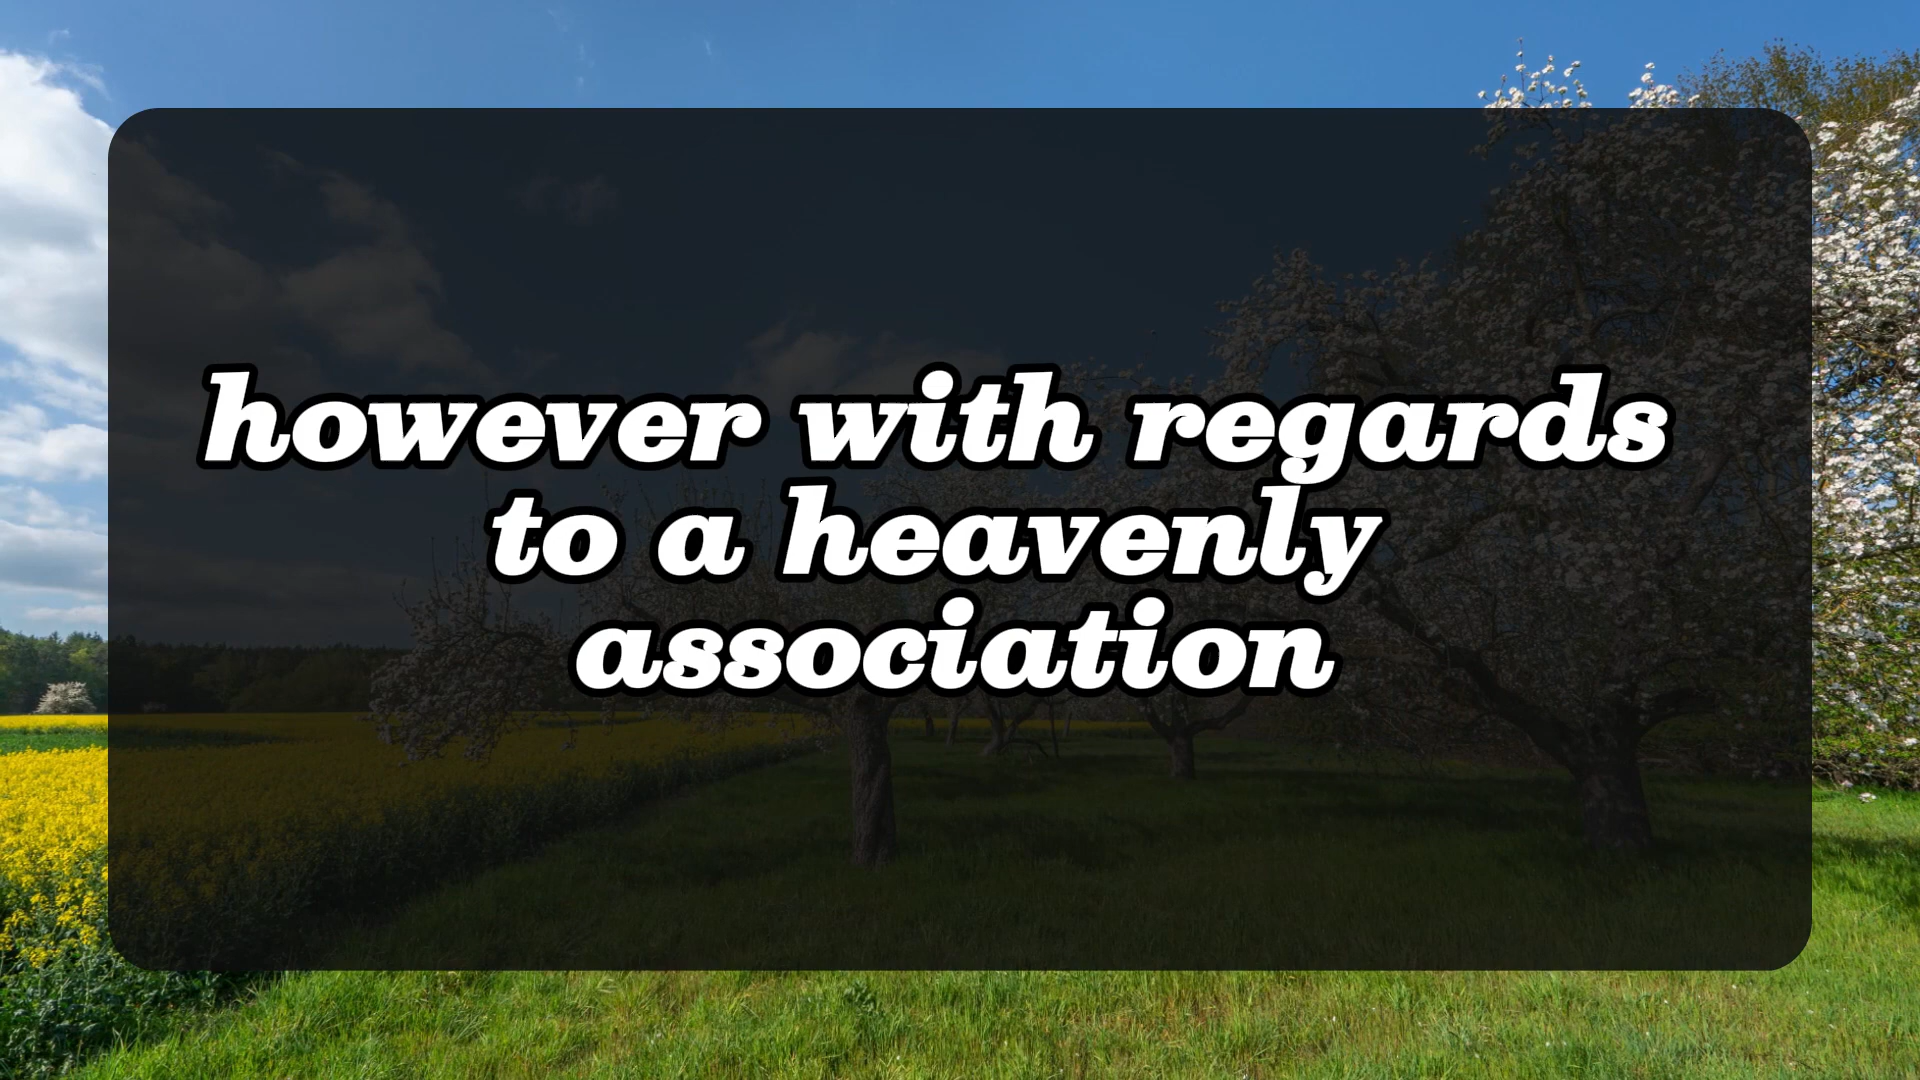 however with regards
to a heavenly
association